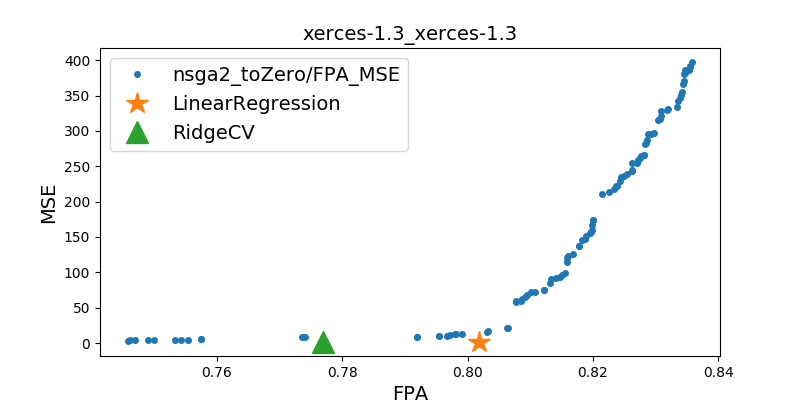 xerces-1.3_xerces-1.3
nsga2_toZero/FPA_MSE
LinearRegression
RidgeCV
MSE
400
350
300
250
200
150
100
50
0
0.76
0.78
0.80
0.82
0.84
FPA